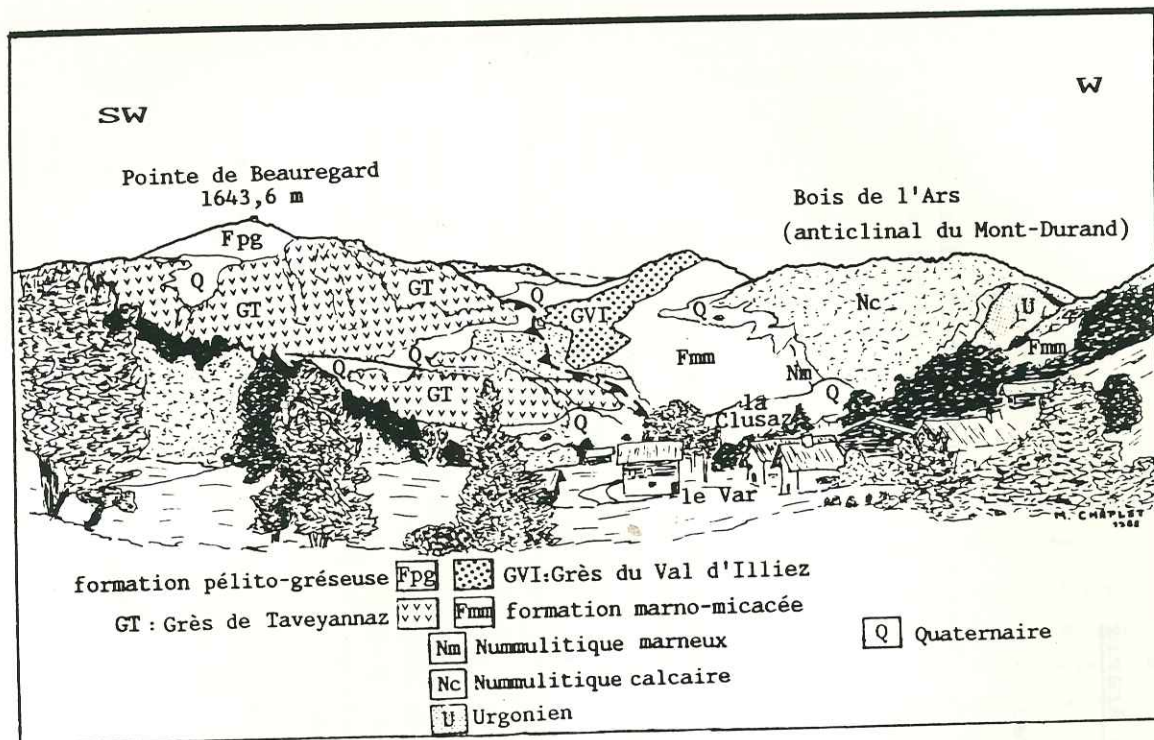 SW
W
Pointe de Beauregard
1643,6 m
Bois de l'Ars
(anticlinal du Mont-Durand)
Fpg
Q
GT
GT
Q
GVI
Q
Nc
U
Fmm
Fmm
Nm
Q
Q
Q
GT
Q
la
Clusaz
le Var
M. CHAPLET
formation pélito-gréseuse Fpg GVI:Grès du Val d'Illiez
GT : Grès de Taveyannaz Fmm formation marno-micacée
Nm Nummulitique marneux
Q Quaternaire
Nc Nummulitique calcaire
U Urgonien